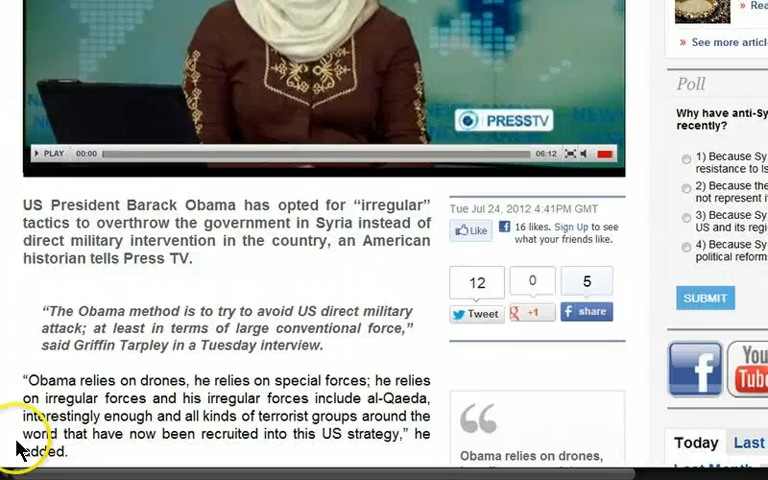 PRESSTV
PLAY 00:00 06:12
US President Barack Obama has opted for “irregular”
tactics to overthrow the government in Syria instead of
direct military intervention in the country, an American
historian tells Press TV.
“The Obama method is to try to avoid US direct military
attack; at least in terms of large conventional force,”
said Griffin Tarpley in a Tuesday interview.
“Obama relies on drones, he relies on special forces; he relies
on irregular forces and his irregular forces include al-Qaeda,
interestingly enough and all kinds of terrorist groups around the
world that have now been recruited into this US strategy,” he
added.
Tue Jul 24, 2012 4:41PM GMT
Like
16 likes. Sign Up to see
what your friends like.
12 0 5
Tweet +1 share
Obama relies on drones,
» Rea
» See more articl
Poll
Why have anti-Sy
recently?
1) Because Sy
resistance to Is
2) Because the
not represent i
3) Because Sy
US and its regi
4) Because Sy
political reform
SUBMIT
You
Tube
Today Last